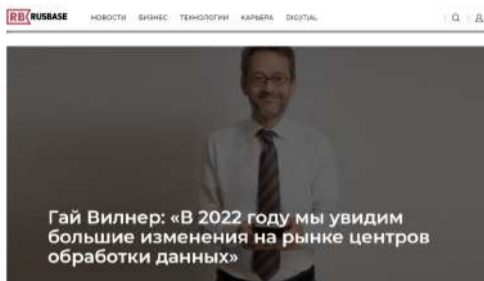 RB RUSBASE
НОВОСТИ БИЗНЕС ТЕХНОЛОГИИ КАРЬЕРА DIGITAL
Гай Вилнер: «В 2022 году мы увидим
большие изменения на рынке центров
обработки данных»